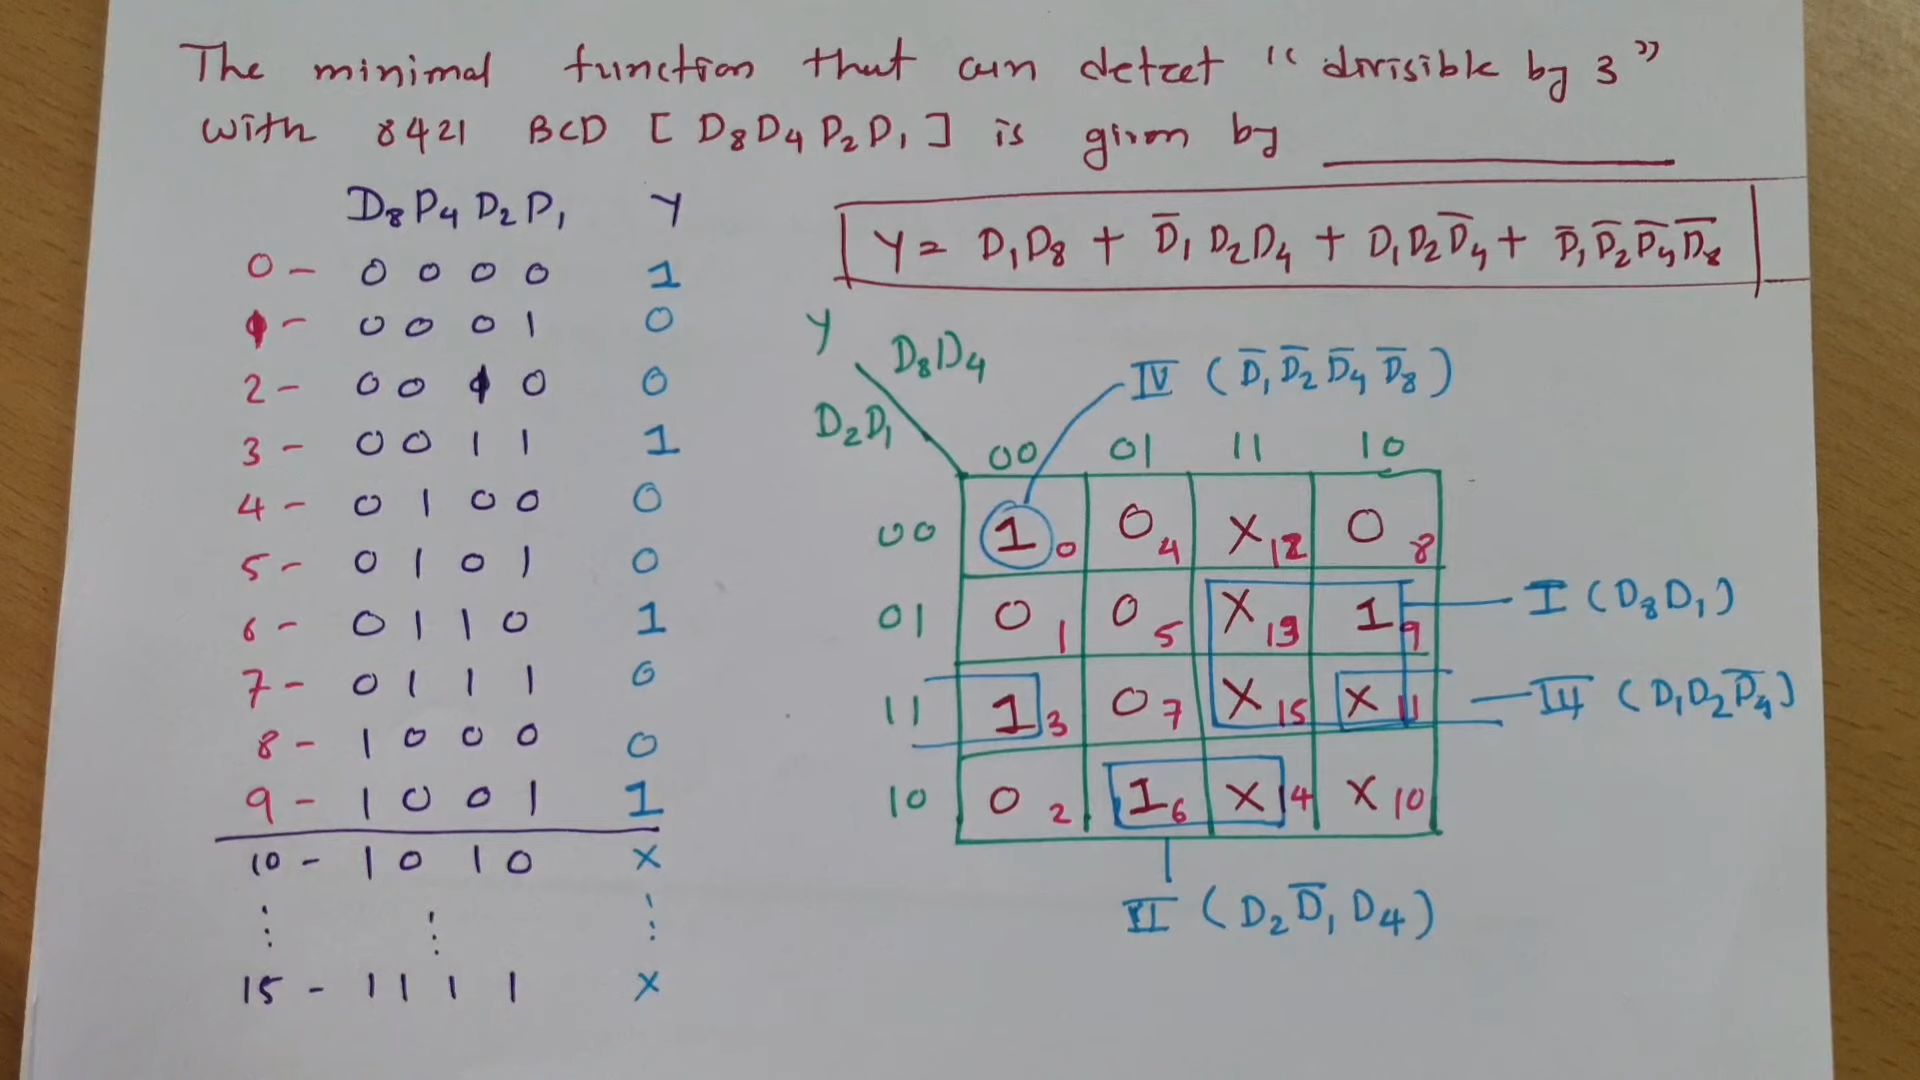 The minimal function that can detect “divisible by 3”
with 8421 BCD [D₈D₄D₂D₁] is given by ________
D₈D₄D₂D₁ Y
0 - 0 0 0 0 1
1 - 0 0 0 1 0
2 - 0 0 1 0 0
3 - 0 0 1 1 1
4 - 0 1 0 0 0
5 - 0 1 0 1 0
6 - 0 1 1 0 1
7 - 0 1 1 1 0
8 - 1 0 0 0 0
9 - 1 0 0 1 1
10 - 1 0 1 0 X
⋮ ⋮ ⋮
15 - 1 1 1 1 X
Y = D₁D₈ + D̅₁D₂D₄ + D₁D₂D̅₄ + D̅₁D̅₂D̅₄D̅₈
Y
D₈D₄
D₂D₁
IV (D̅₁D̅₂D̅₄D̅₈)
00 01 11 10
00 1 0 0 4 X 12 0 8
01 0 1 0 5 X 13 1 9
11 1 3 0 7 X 15 X 11
10 0 2 1 6 X 14 X 10
I (D₈D₁)
III (D₁D₂D̅₄)
II (D₂D̅₁D₄)